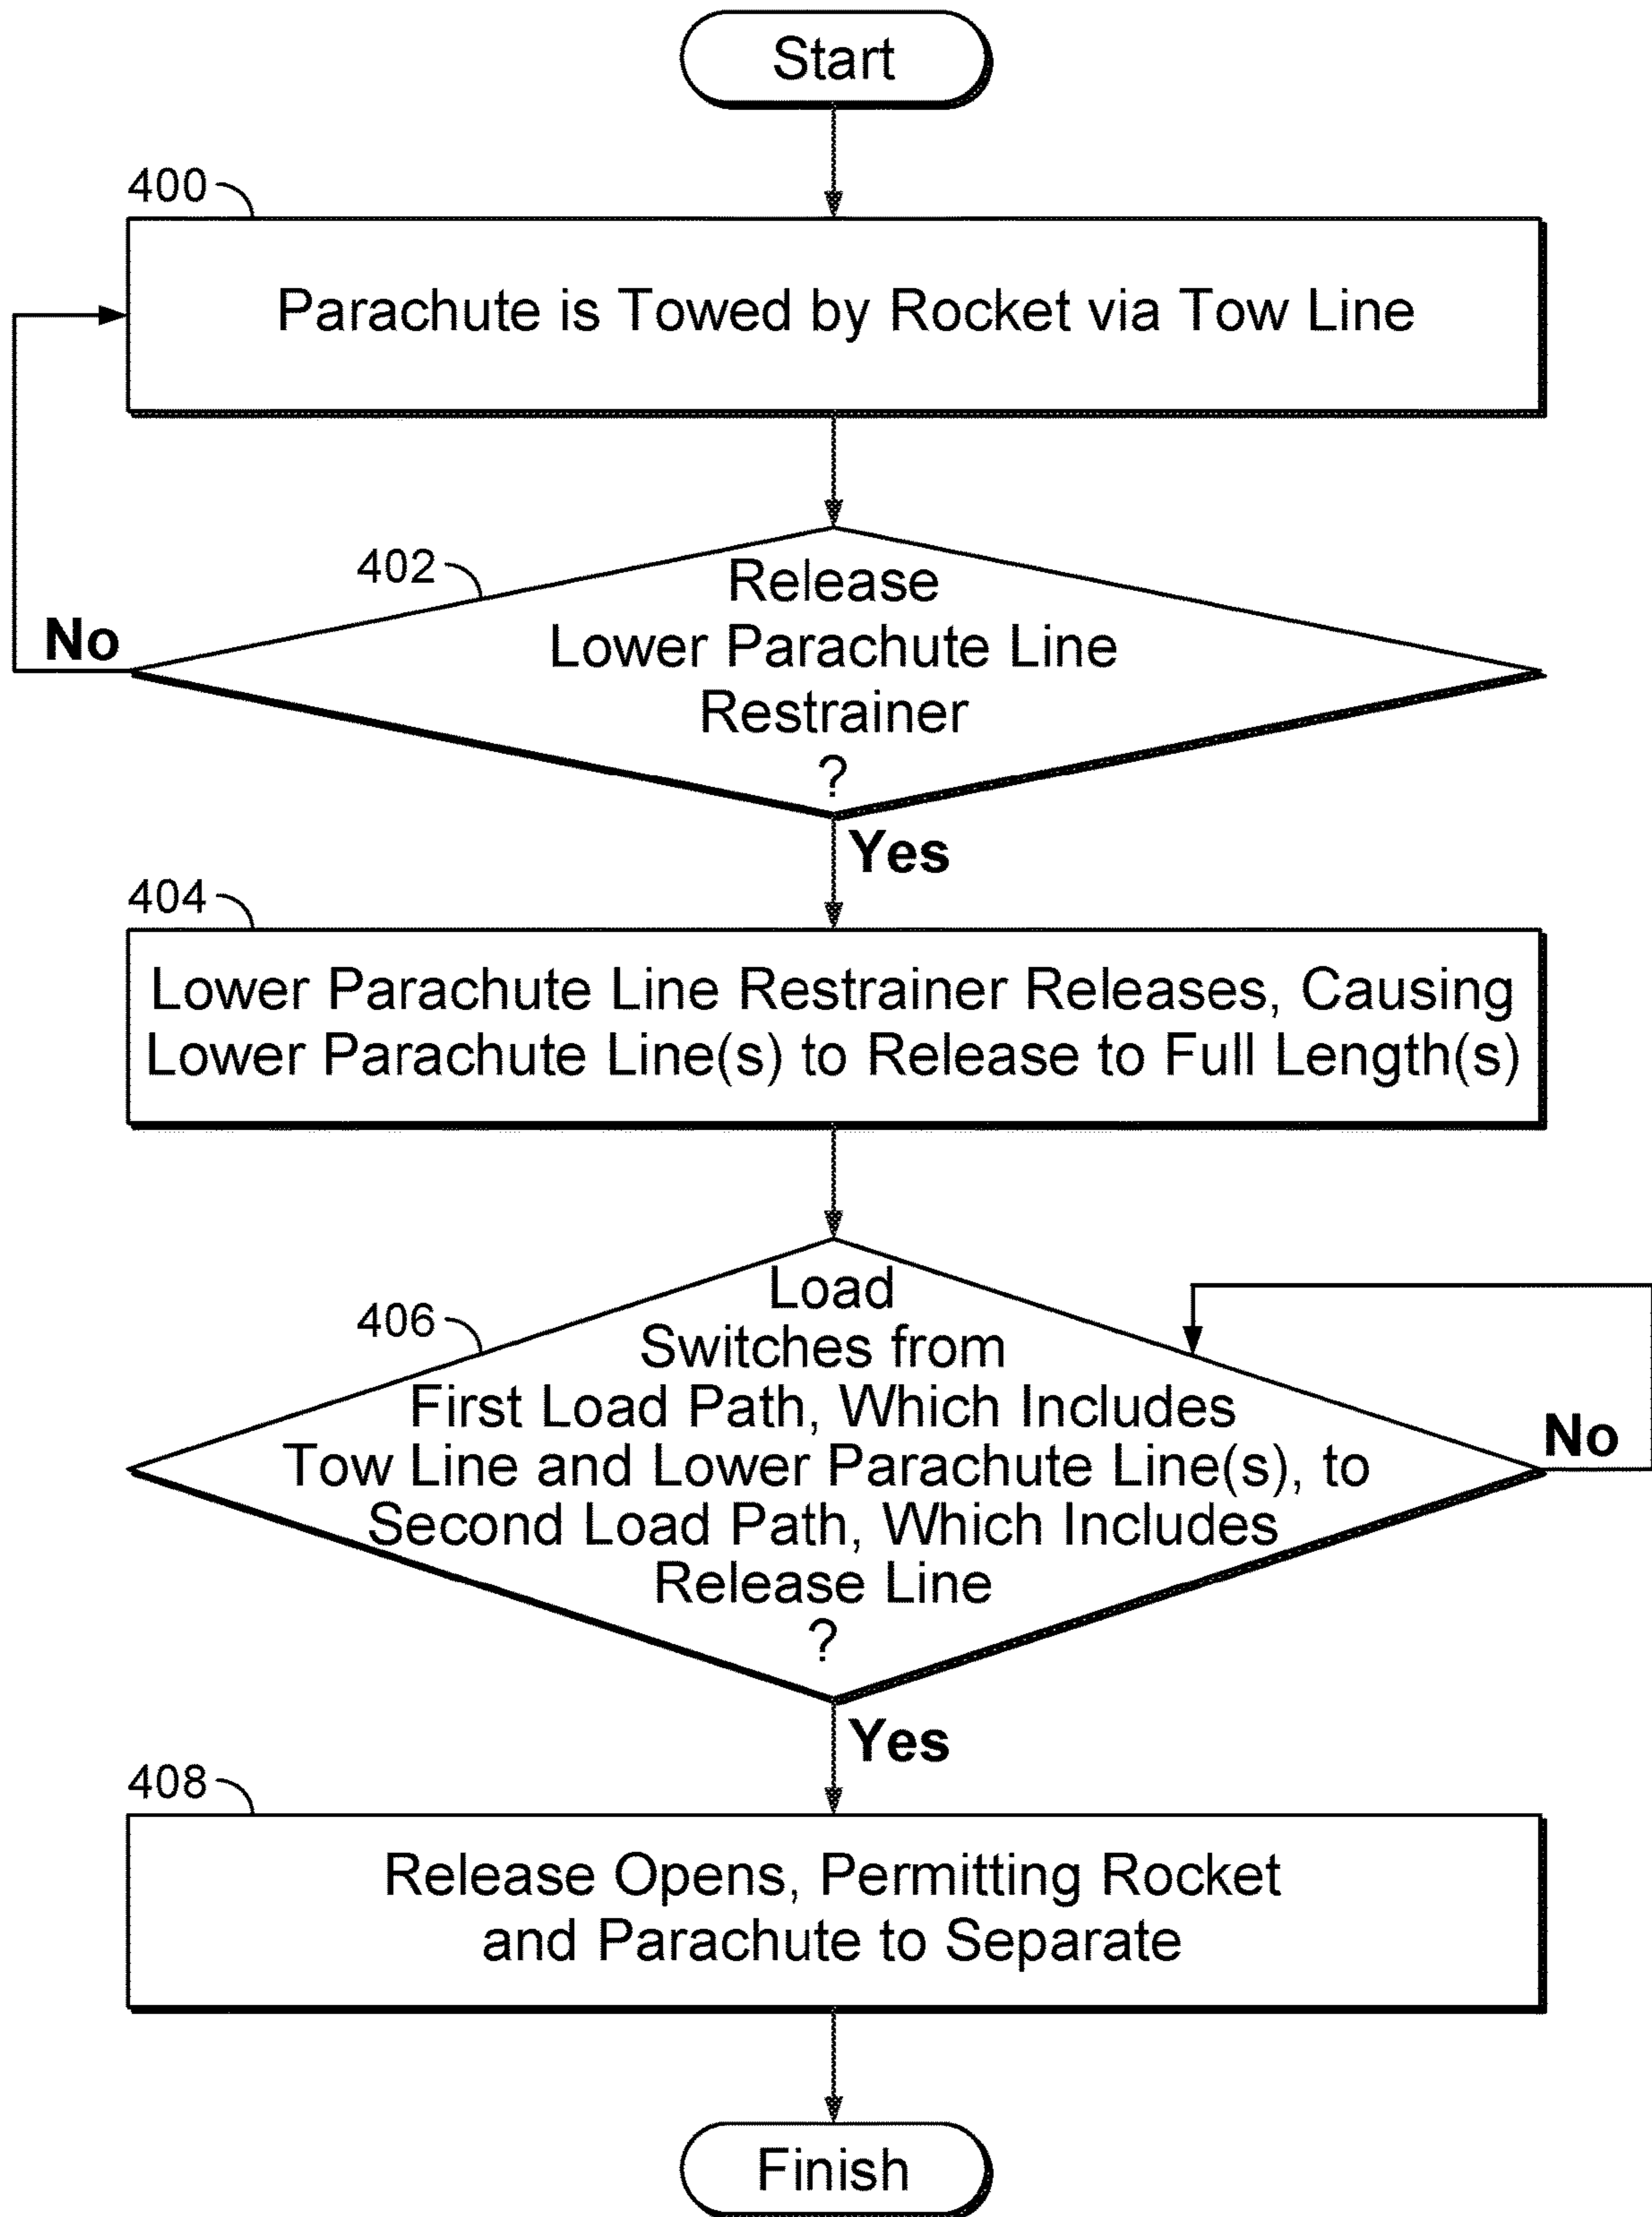 Start
400
Parachute is Towed by Rocket via Tow Line
402
Release
Lower Parachute Line
Restrainer
?
No
Yes
404
Lower Parachute Line Restrainer Releases, Causing
Lower Parachute Line(s) to Release to Full Length(s)
406
Load
Switches from
First Load Path, Which Includes
Tow Line and Lower Parachute Line(s), to
Second Load Path, Which Includes
Release Line
?
No
Yes
408
Release Opens, Permitting Rocket
and Parachute to Separate
Finish